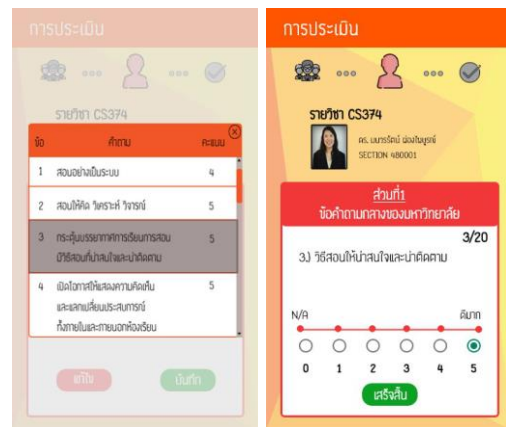 การประเมิน
รายวิชา CS374
ข้อ คำถาม คะแนน
1 สอนอย่างเป็นระบบ 4
2 สอนให้คิด วิเคราะห์ วิจารณ์ 5
3 กระตุ้นบรรยากาศการเรียนการสอน 5
มีวิธีสอนที่น่าสนใจและน่าติดตาม
4 เปิดโอกาสให้แสดงความคิดเห็น 5
และแลกเปลี่ยนประสบการณ์
ทั้งภายในและภายนอกห้องเรียน
แก้ไข บันทึก
การประเมิน
รายวิชา CS374
ดร. มนทรรัตน์
SECTION 480001
ส่วนที่1
ข้อคำถามกลางของมหาวิทยาลัย
3/20
3.) วิธีสอนให้น่าสนใจและน่าติดตาม
N/A ดีมาก
0 1 2 3 4 5
เสร็จสิ้น